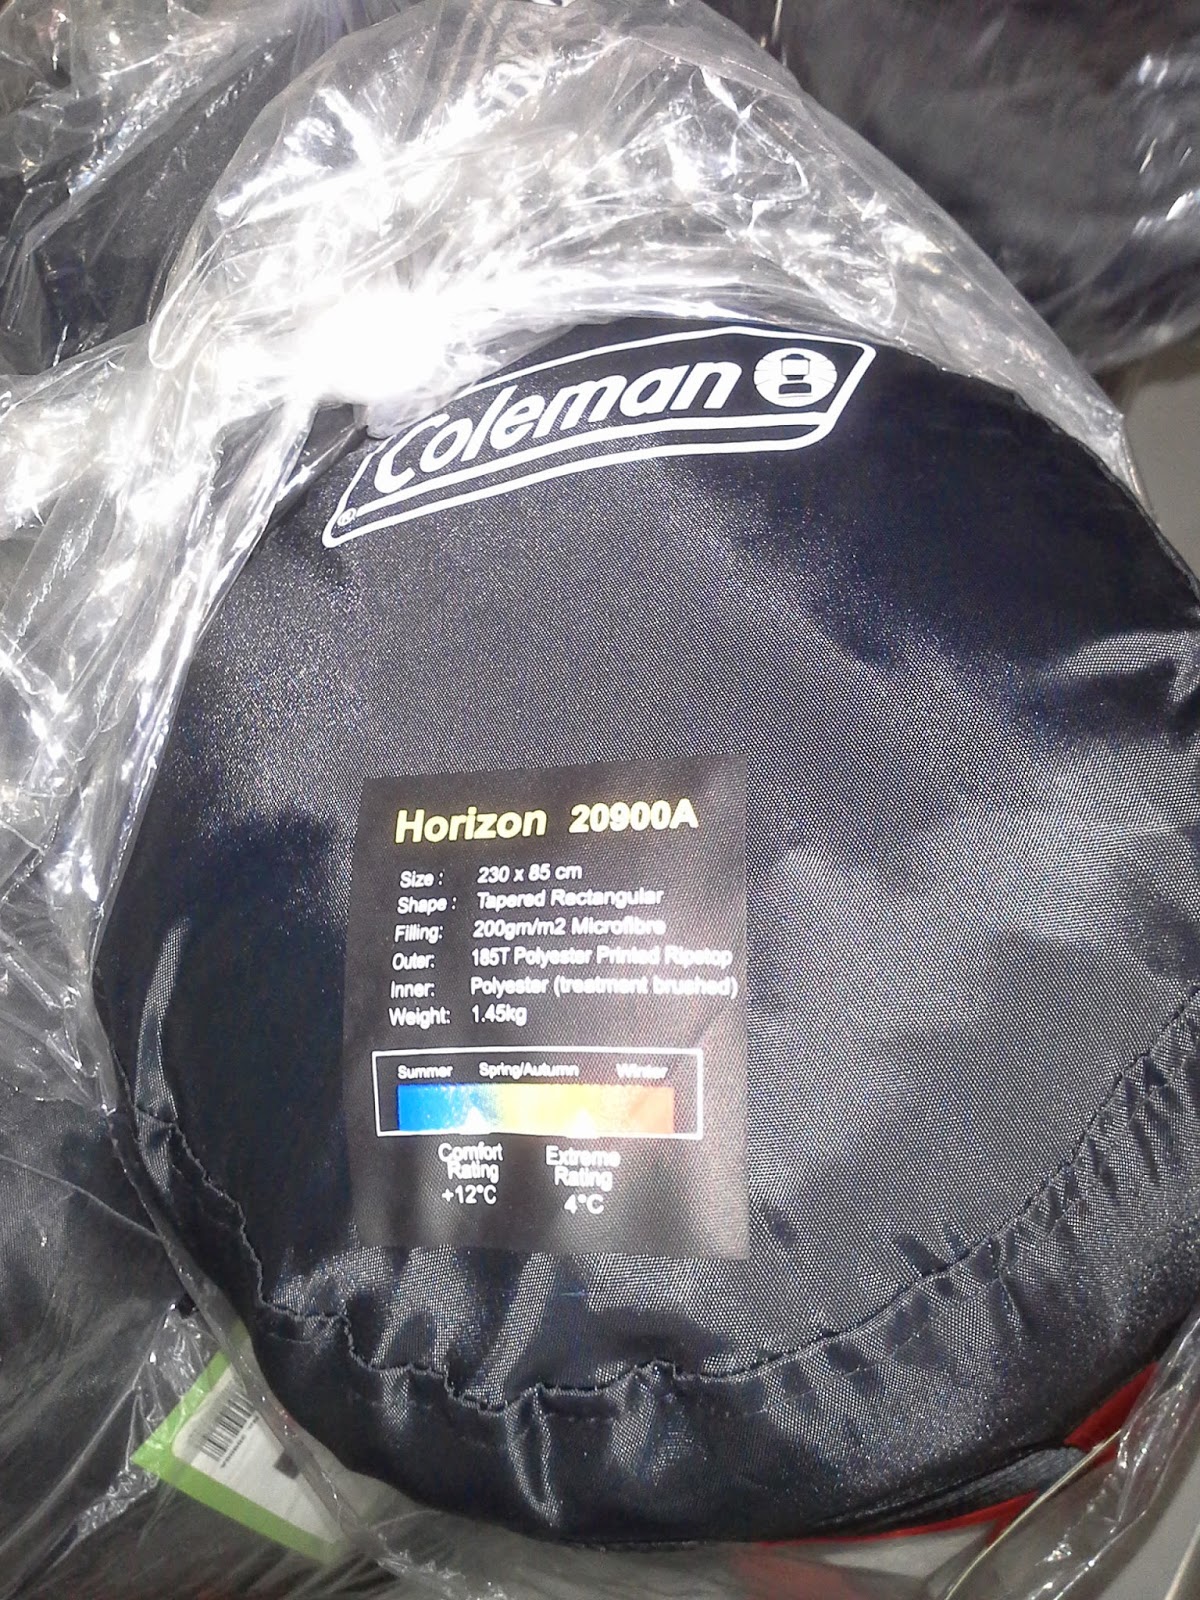 Coleman
®
Horizon 20900A
Size : 230 x 85 cm
Shape : Tapered Rectangular
Filling: 200gm/m2 Microfibre
Outer: 185T Polyester Printed Ripstop
Inner: Polyester (treatment brushed)
Weight: 1.45kg
Summer Spring/Autumn Winter
Comfort Rating +12°C
Extreme Rating 4°C